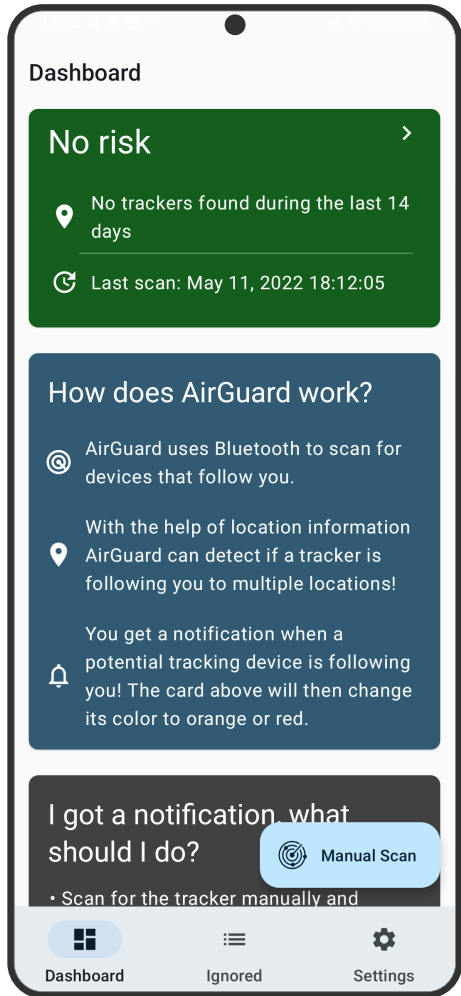 Dashboard
No risk
No trackers found during the last 14
days
Last scan: May 11, 2022 18:12:05
How does AirGuard work?
AirGuard uses Bluetooth to scan for
devices that follow you.
With the help of location information
AirGuard can detect if a tracker is
following you to multiple locations!
You get a notification when a
potential tracking device is following
you! The card above will then change
its color to orange or red.
I got a notification, what
should I do?
Manual Scan
• Scan for the tracker manually and
Dashboard
Ignored
Settings